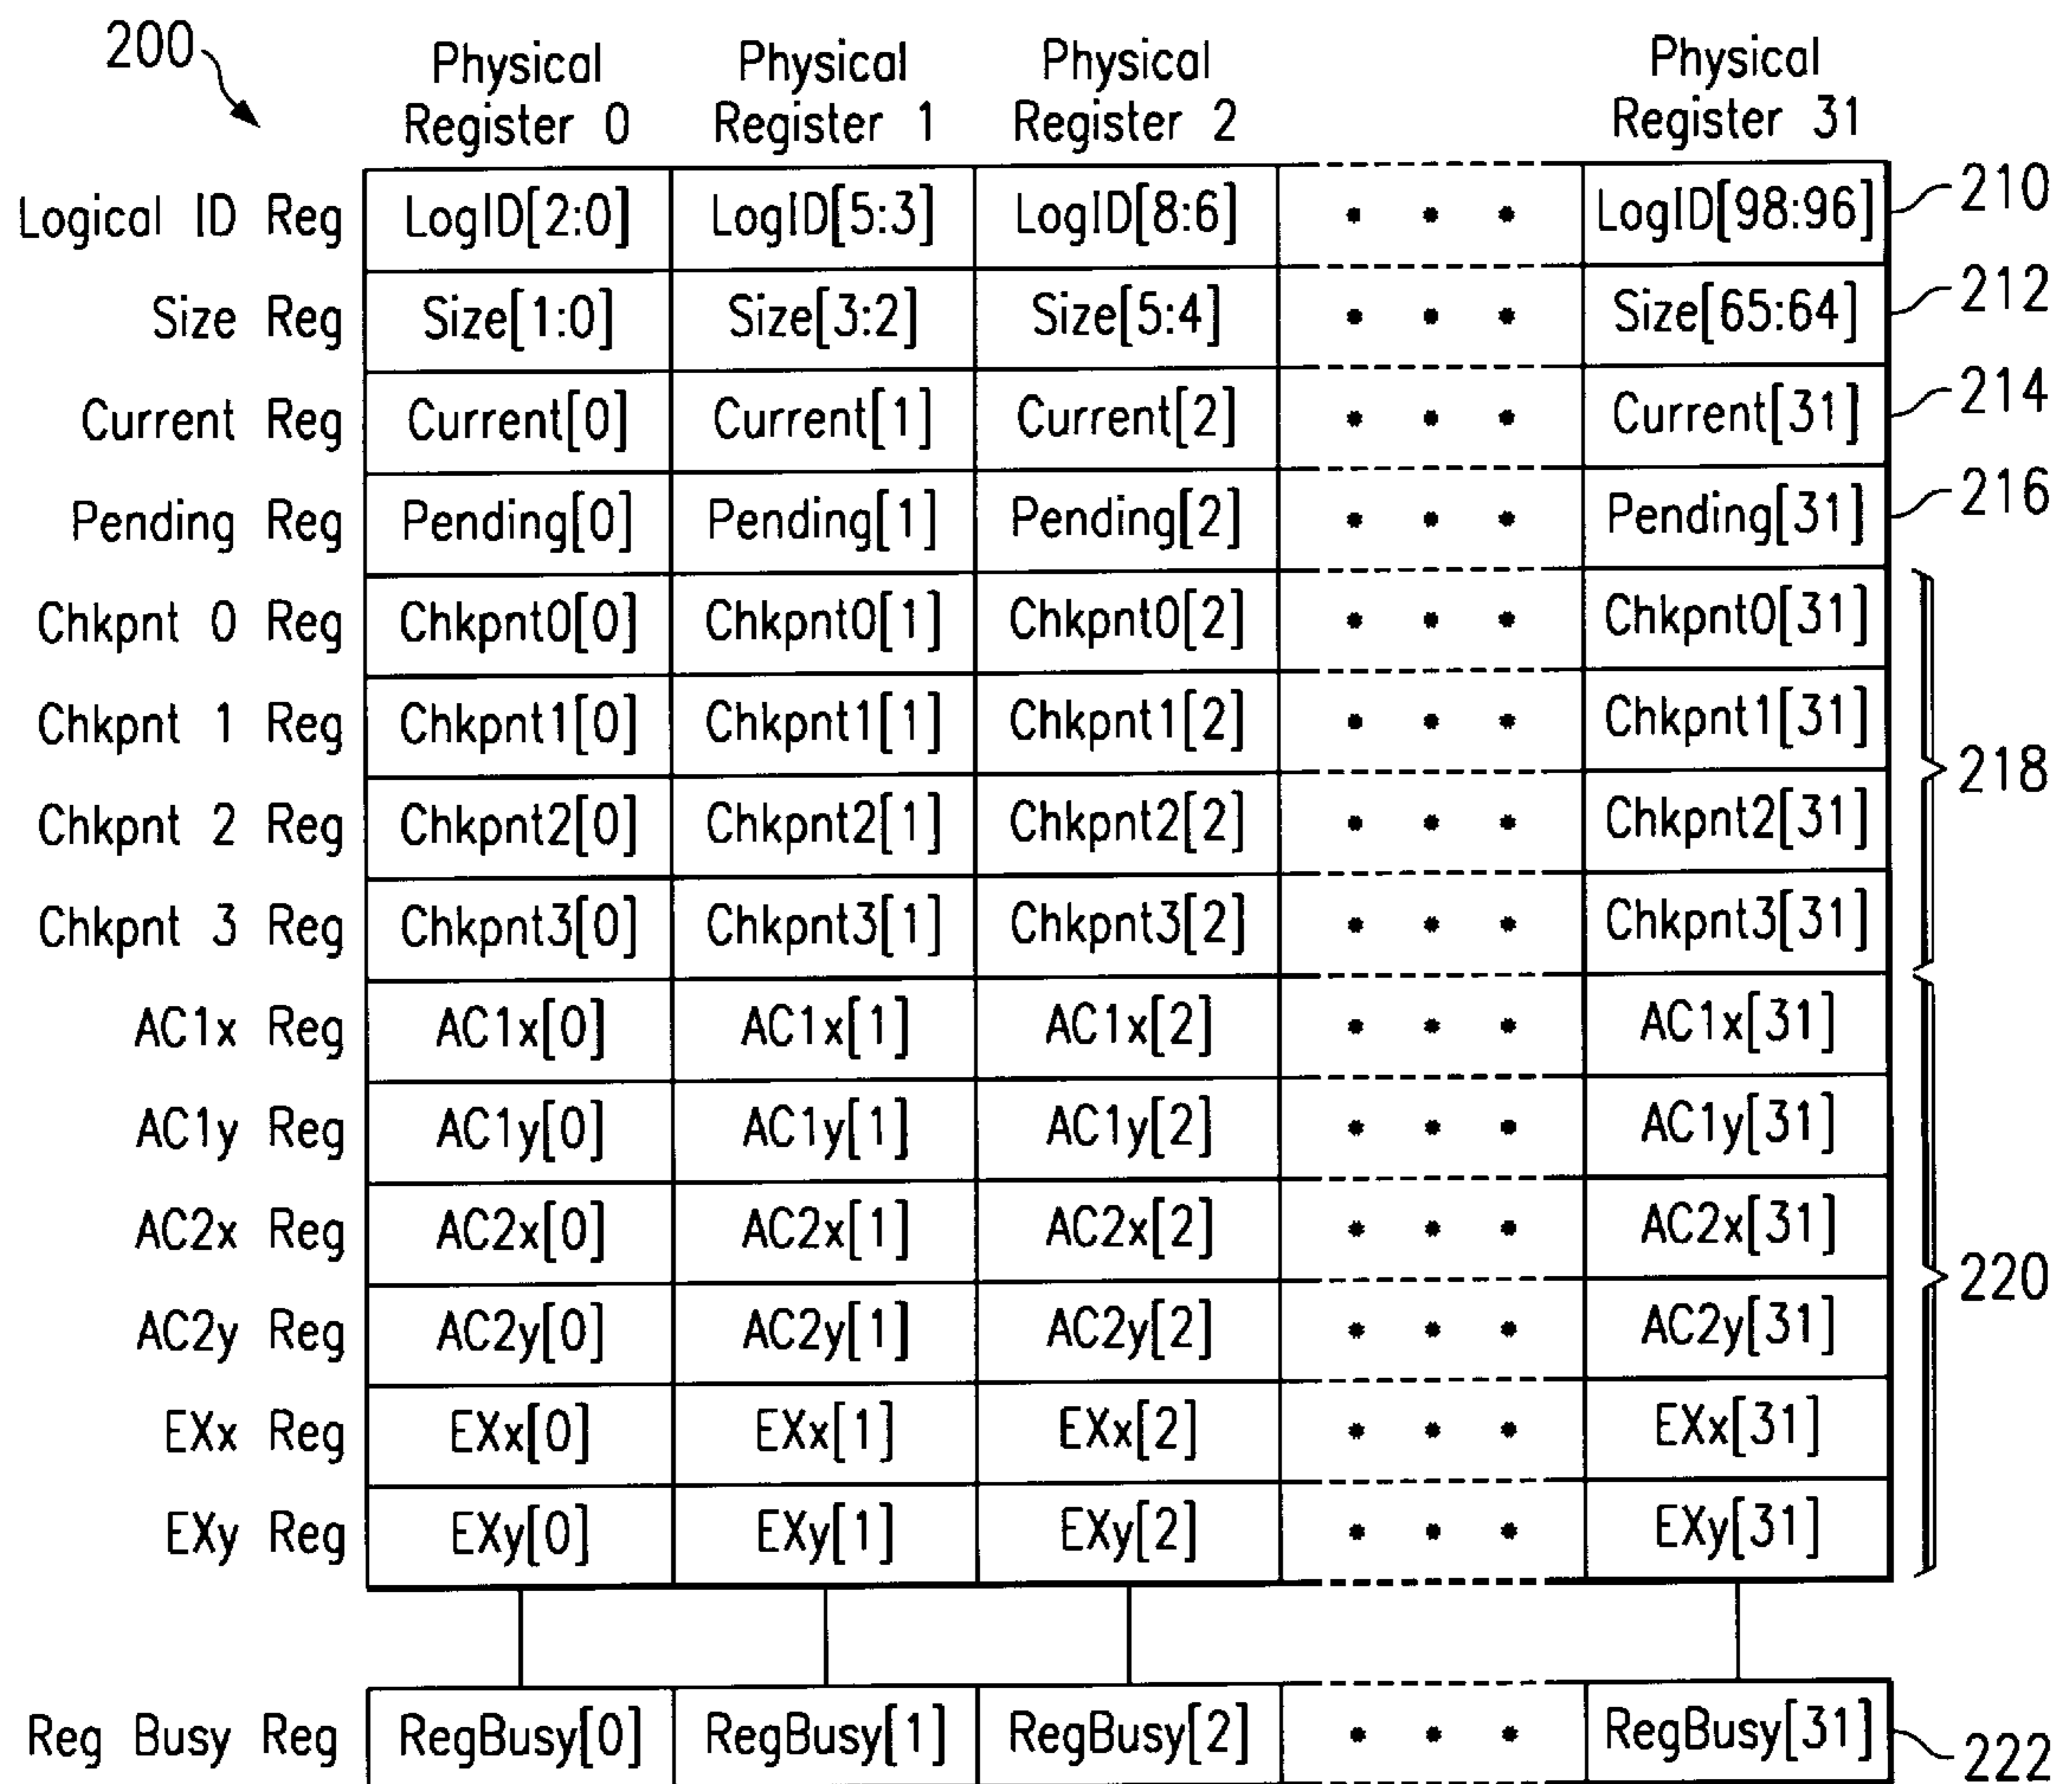 200
Physical Register 0
Physical Register 1
Physical Register 2
Physical Register 31
Logical ID Reg LogID[2:0] LogID[5:3] LogID[8:6] • • • LogID[98:96] 210
Size Reg Size[1:0] Size[3:2] Size[5:4] • • • Size[65:64] 212
Current Reg Current[0] Current[1] Current[2] • • • Current[31] 214
Pending Reg Pending[0] Pending[1] Pending[2] • • • Pending[31] 216
Chkpnt 0 Reg Chkpnt0[0] Chkpnt0[1] Chkpnt0[2] • • • Chkpnt0[31]
Chkpnt 1 Reg Chkpnt1[0] Chkpnt1[1] Chkpnt1[2] • • • Chkpnt1[31]
218
Chkpnt 2 Reg Chkpnt2[0] Chkpnt2[1] Chkpnt2[2] • • • Chkpnt2[31]
Chkpnt 3 Reg Chkpnt3[0] Chkpnt3[1] Chkpnt3[2] • • • Chkpnt3[31]
AC1x Reg AC1x[0] AC1x[1] AC1x[2] • • • AC1x[31]
AC1y Reg AC1y[0] AC1y[1] AC1y[2] • • • AC1y[31]
AC2x Reg AC2x[0] AC2x[1] AC2x[2] • • • AC2x[31]
220
AC2y Reg AC2y[0] AC2y[1] AC2y[2] • • • AC2y[31]
EXx Reg EXx[0] EXx[1] EXx[2] • • • EXx[31]
EXy Reg EXy[0] EXy[1] EXy[2] • • • EXy[31]
Reg Busy Reg RegBusy[0] RegBusy[1] RegBusy[2] • • • RegBusy[31] 222